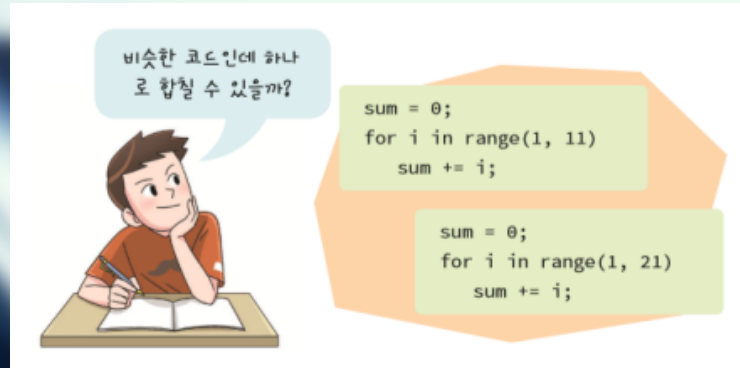 비슷한 코드인데 하나
로 합칠 수 있을까?
sum = 0;
for i in range(1, 11)
sum += i;
sum = 0;
for i in range(1, 21)
sum += i;